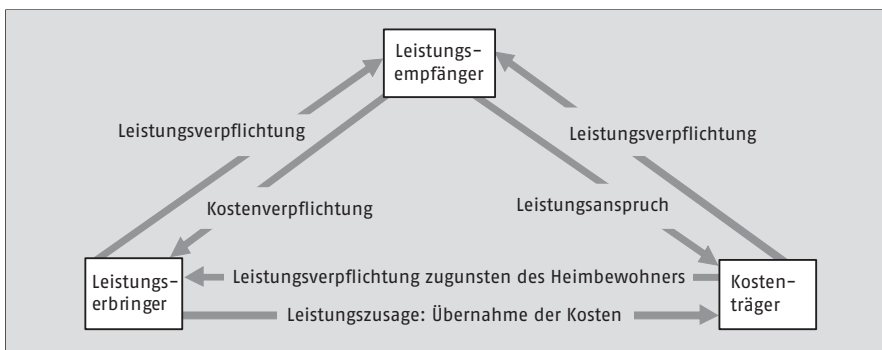 Leistungs-
empfänger
Leistungsverpflichtung
Leistungsverpflichtung
Kostenverpflichtung
Leistungsanspruch
Leistungs-
erbringer
Leistungsverpflichtung zugunsten des Heimbewohners
Kosten-
träger
Leistungszusage: Übernahme der Kosten